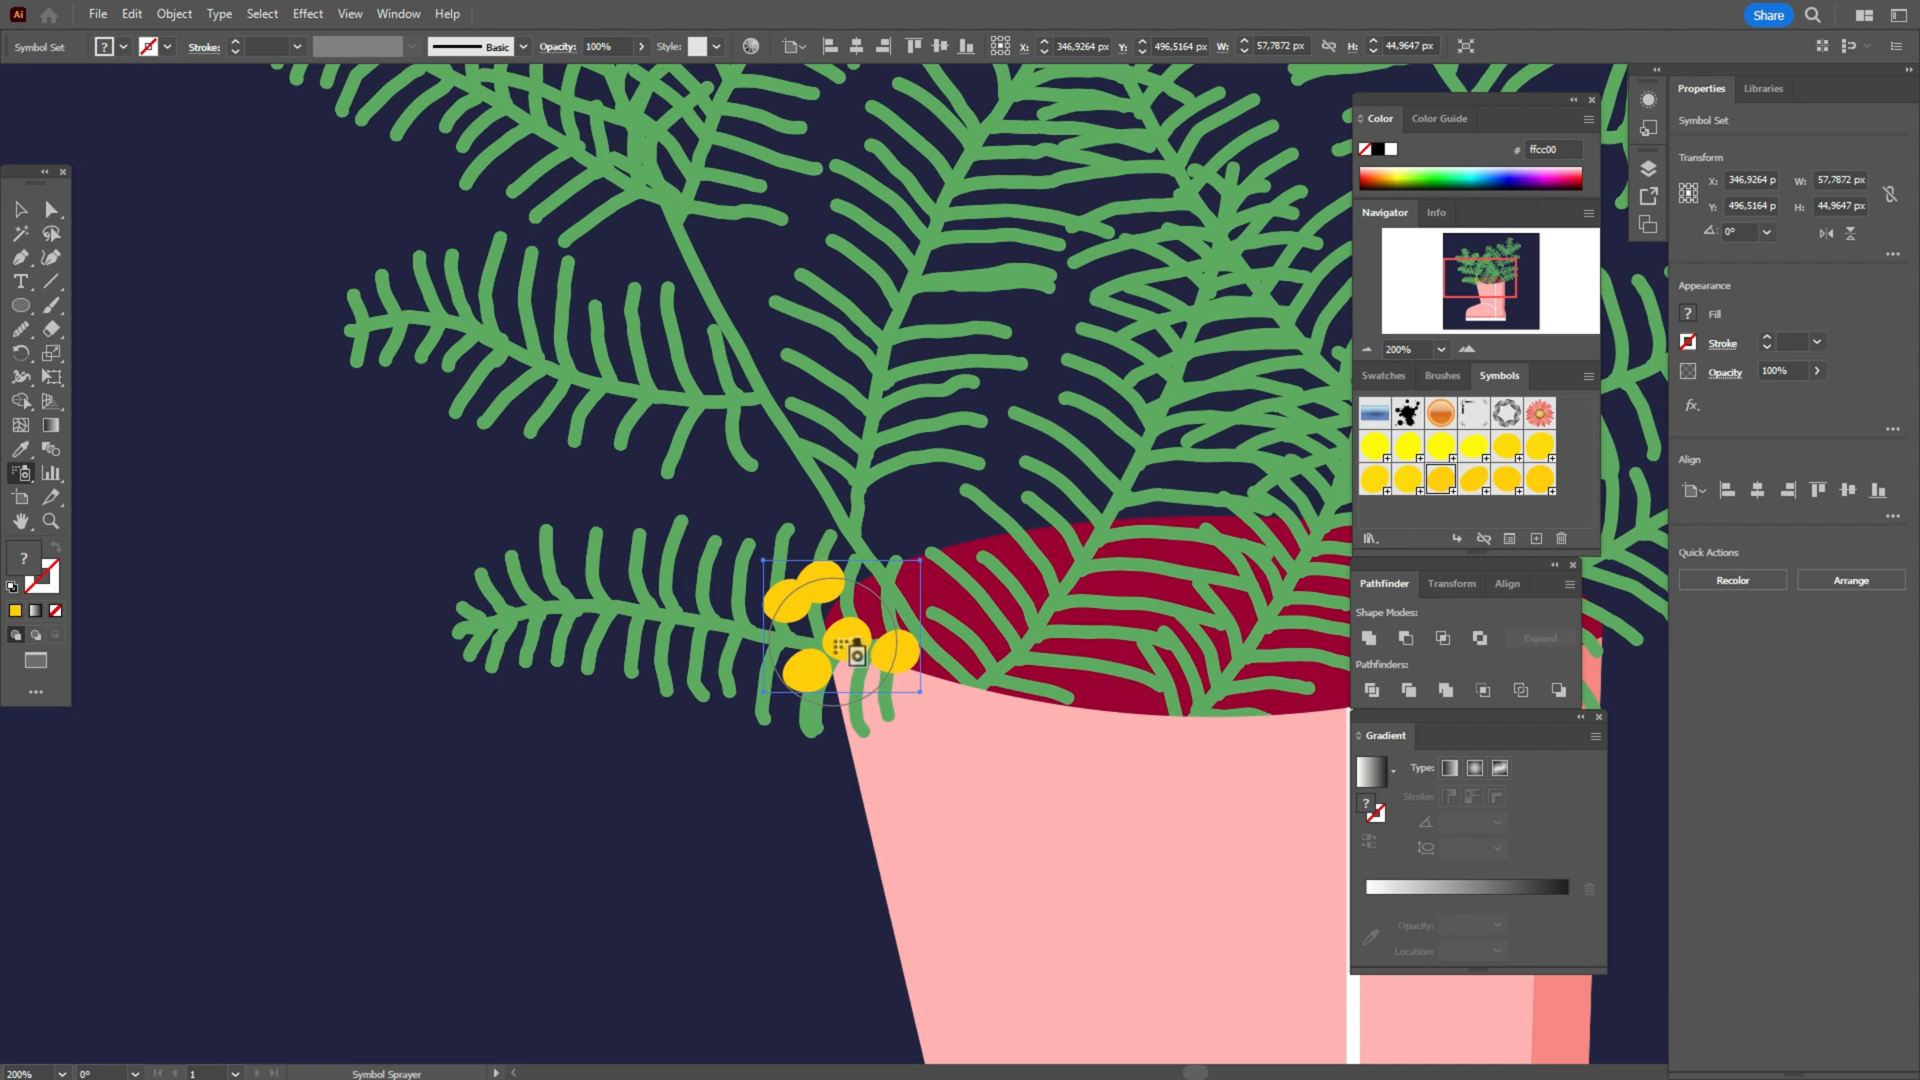 Ai File Edit Object Type Select Effect View Window Help Share
Symbol Set ? Stroke: Basic Opacity: 100% Style: X: 346,9264 px Y: 496,5164 px W: 57,7872 px H: 44,9647 px
Properties Libraries
Symbol Set
Transform
X: 346,9264 p W: 57,7872 px
Y: 496,5164 p H: 44,9647 px
0°
Appearance
? Fill
Stroke
Opacity 100%
fx.
Align
Quick Actions
Recolor Arrange
Color Color Guide
# ffcc00
Navigator Info
200%
Swatches Brushes Symbols
Pathfinder Transform Align
Shape Modes:
Expand
Pathfinders:
Gradient
Type:
Stroke:
?
Opacity:
Location:
T
?
200% 0° 1 Symbol Sprayer